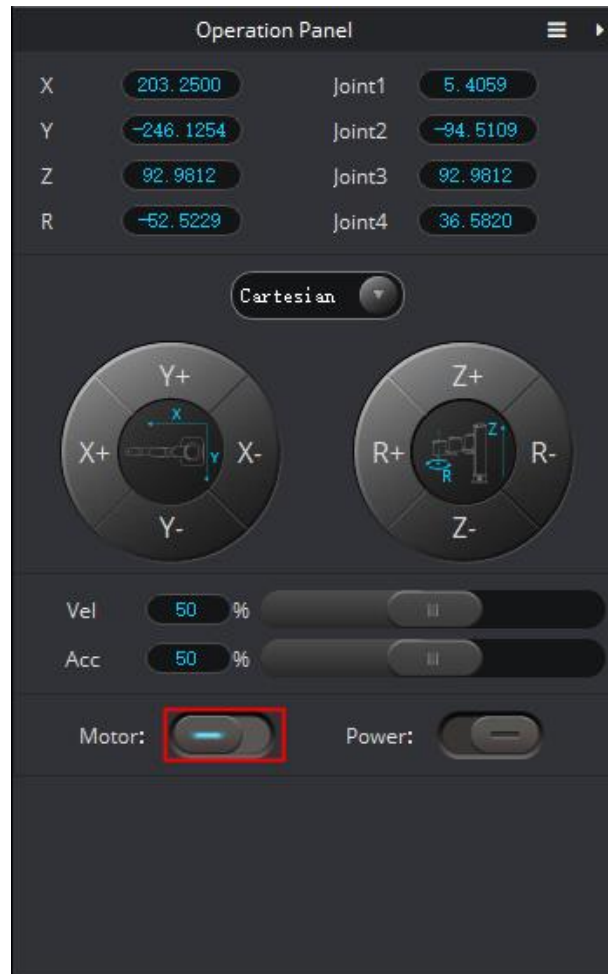 Operation Panel
X 203.2500 Joint1 5.4059
Y -246.1254 Joint2 -94.5109
Z 92.9812 Joint3 92.9812
R -52.5229 Joint4 36.5820
Cartesian
Y+ Z+
X
X+ Y X- R+ Z R R-
Y- Z-
Vel 50 %
Acc 50 %
Motor: Power: